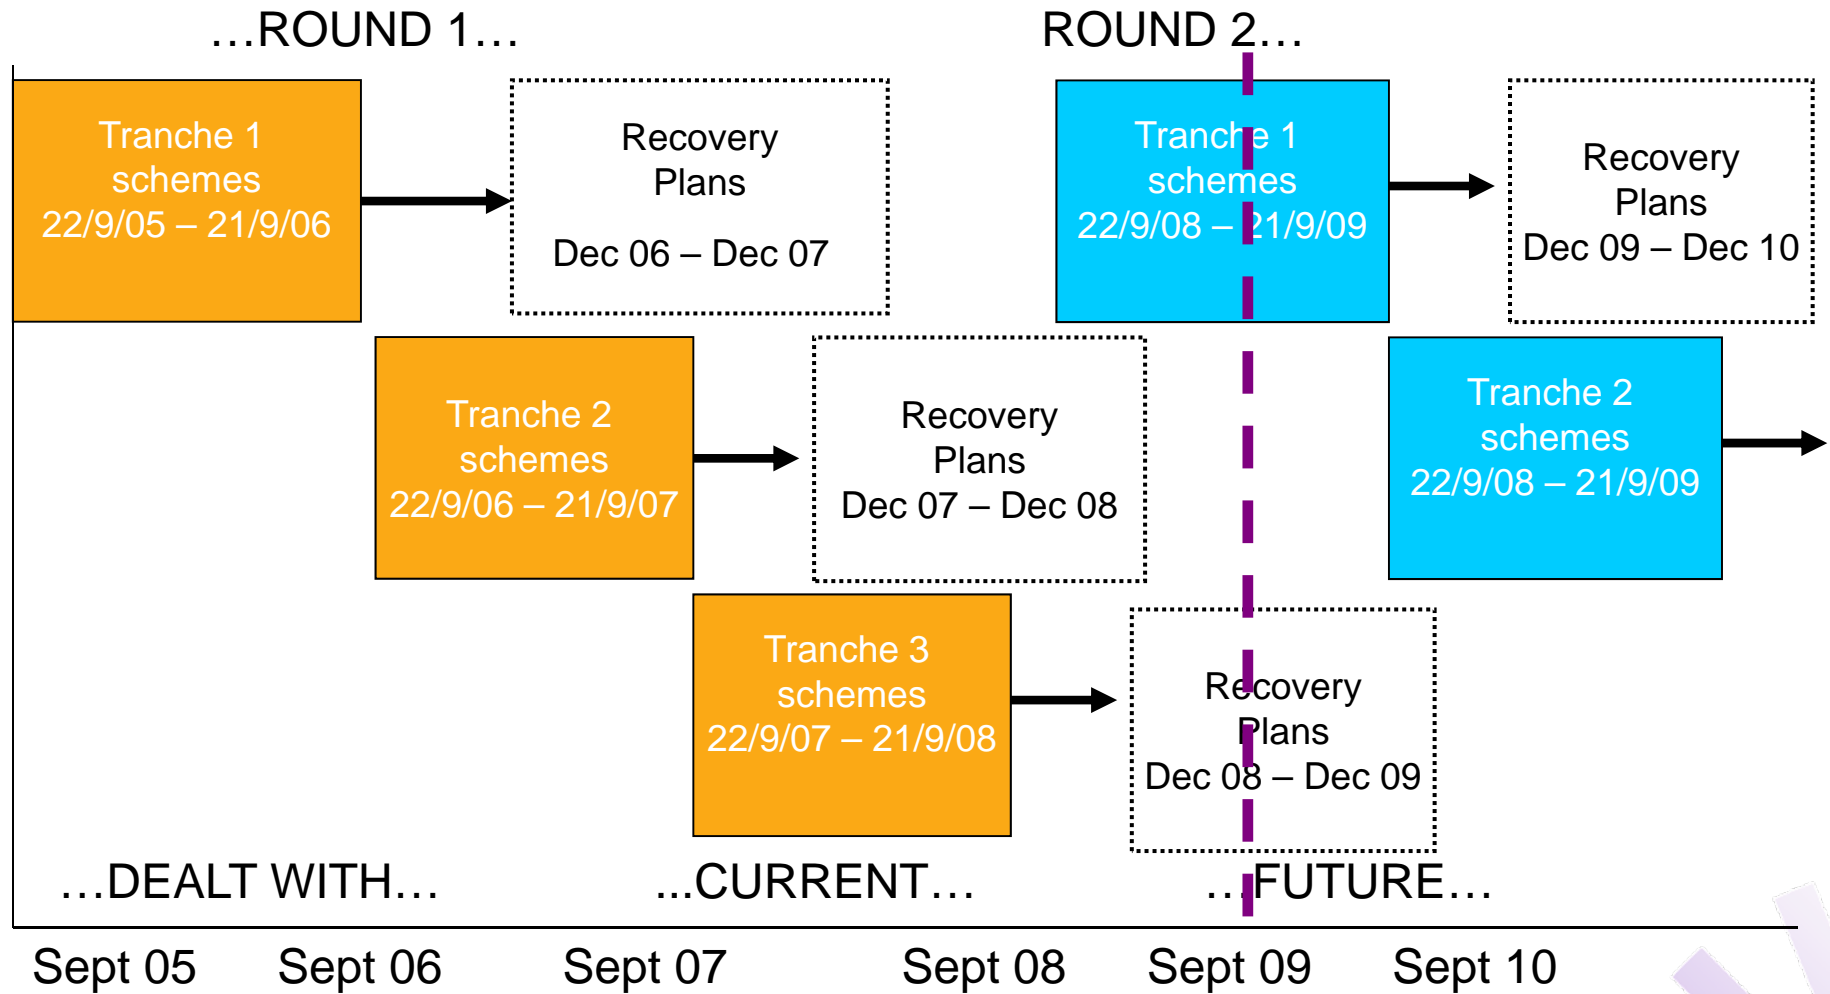 …ROUND 1…
ROUND 2…
Tranche 1
schemes
22/9/05 – 21/9/06
Recovery
Plans
Dec 06 – Dec 07
Tranche 1
schemes
22/9/08 – 21/9/09
Recovery
Plans
Dec 09 – Dec 10
Tranche 2
schemes
22/9/06 – 21/9/07
Recovery
Plans
Dec 07 – Dec 08
Tranche 2
schemes
22/9/08 – 21/9/09
Tranche 3
schemes
22/9/07 – 21/9/08
Recovery
Plans
Dec 08 – Dec 09
…DEALT WITH…
...CURRENT…
…FUTURE…
Sept 05
Sept 06
Sept 07
Sept 08
Sept 09
Sept 10